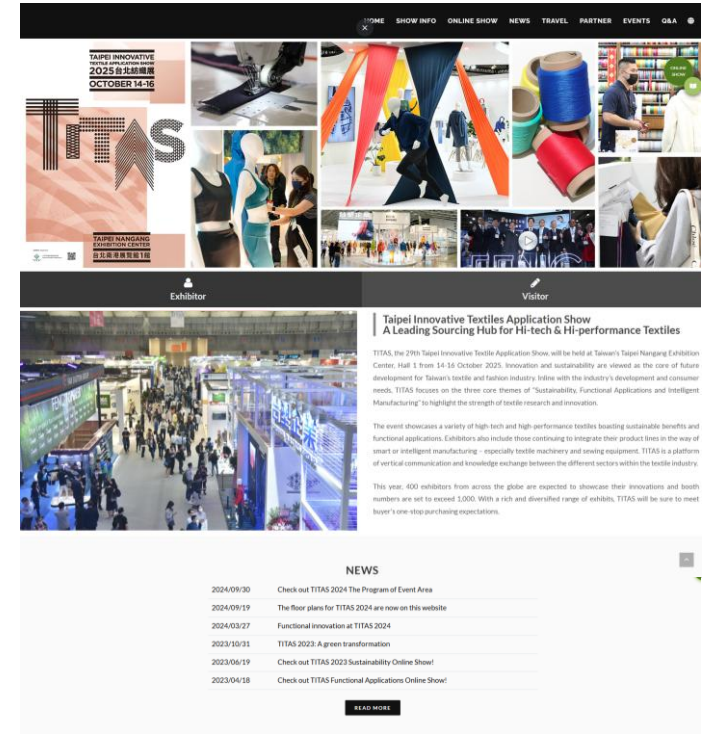 HOME SHOW INFO ONLINE SHOW NEWS TRAVEL PARTNER EVENTS Q&A
TAIPEI INNOVATIVE
TEXTILE APPLICATION SHOW
2025台北紡織展
OCTOBER 14-16
TITAS
TAIPEI NANGANG
EXHIBITION CENTER
台北南港展覽館1館
ONLINE
SHOW
Exhibitor
Visitor
Taipei Innovative Textiles Application Show
A Leading Sourcing Hub for Hi-tech & Hi-performance Textiles
TITAS, the 29th Taipei Innovative Textile Application Show, will be held at Taiwan's Taipei Nangang Exhibition
Center, Hall 1 from 14-16 October 2025. Innovation and sustainability are viewed as the core of future
development for Taiwan's textile and fashion industry. Inline with the industry's development and consumer
needs, TITAS focuses on the three core themes of "Sustainability, Functional Applications and Intelligent
Manufacturing" to highlight the strength of textile research and innovation.
The event showcases a variety of high tech and high performance textiles boasting sustainable benefits and
functional applications. Exhibitors also include those continuing to integrate their product lines in the way of
smart or intelligent manufacturing – especially textile machinery and sewing equipment. TITAS is a platform
of vertical communication and knowledge exchange between the different sectors within the textile industry.
This year, 400 exhibitors from across the globe are expected to showcase their innovations and booth
numbers are set to exceed 1,000. With a rich and diversified range of exhibits, TITAS will be sure to meet
buyer's one-stop purchasing expectations.
NEWS
2024/09/30 Check out TITAS 2024 The Program of Event Area
2024/09/19 The floor plans for TITAS 2024 are now on this website
2024/03/27 Functional innovation at TITAS 2024
2023/10/31 TITAS 2023: A green transformation
2023/06/19 Check out TITAS 2023 Sustainability Online Show!
2023/04/18 Check out TITAS Functional Applications Online Show!
READ MORE